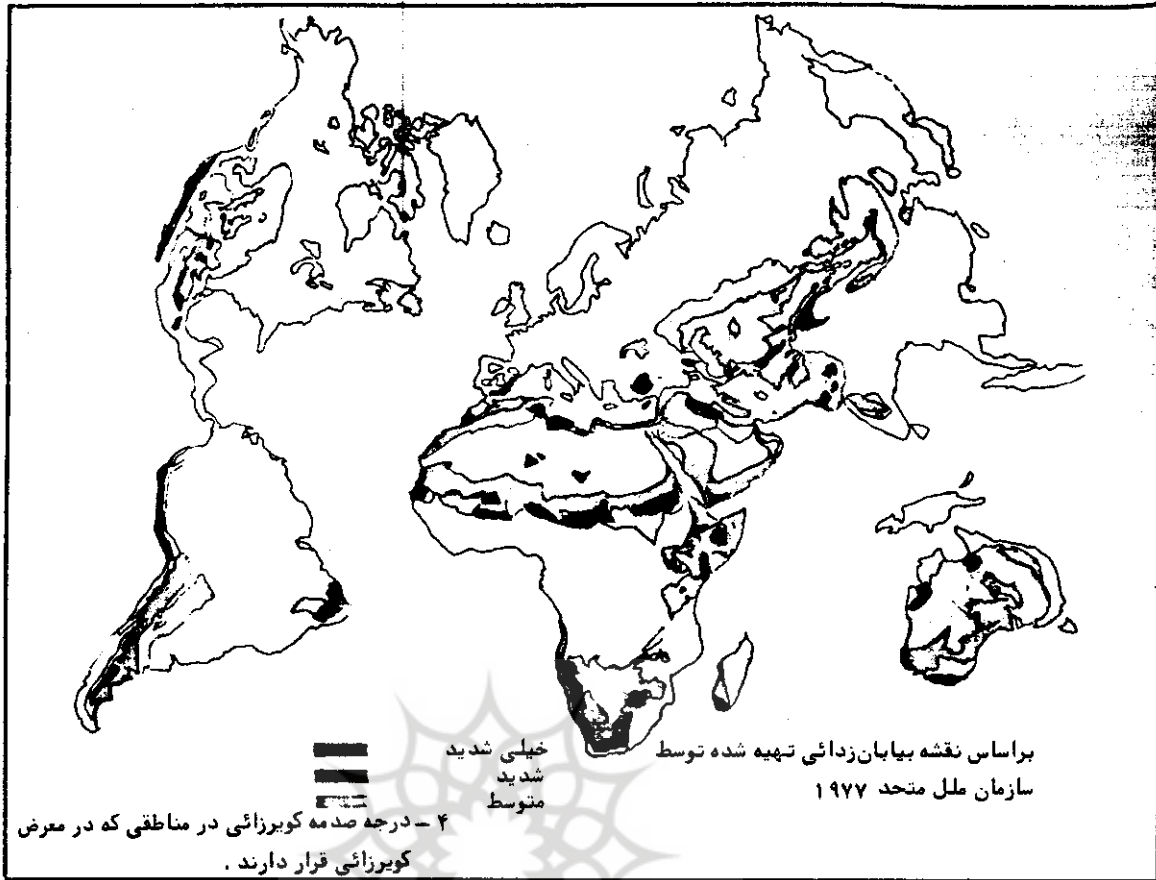 خیلی شدید
شدید
متوسط
براساس نقشه بیابان‌زدائی تهیه شده توسط
سازمان ملل متحد ۱۹۷۷
۴ – درجه صدمه کویرزائی در مناطقی که در معرض
کویرزائی قرار دارند .